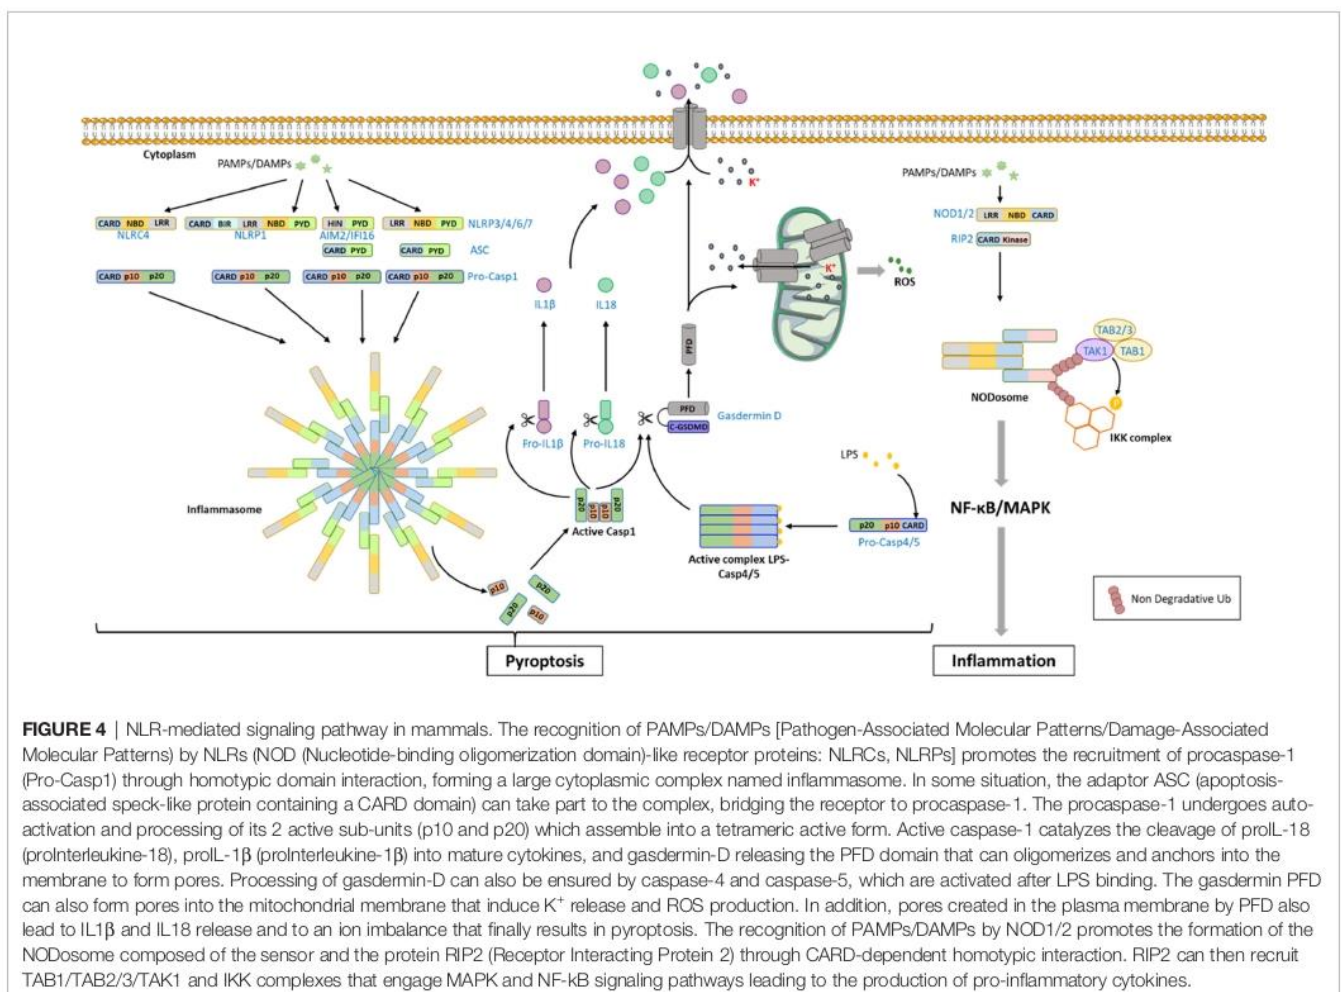 Cytoplasm
PAMPs/DAMPs
CARD NBD LRR
NLRC4
CARD BIR LRR NBD PYD
NLRP1
HIN PYD
AIM2/IFI16
LRR NBD PYD
NLRP3/4/6/7
CARD PYD
CARD PYD
ASC
CARD p10 p20
CARD p10 p20
CARD p10 p20
CARD p10 p20
Pro-Casp1
Inflammasome
p10
p20
p20
p10
IL1β
IL18
Pro-IL1β
Pro-IL18
p20
p10
p10
p20
Active Casp1
K+
K+
ROS
PFD
PFD
C-GSDMD
Gasdermin D
LPS
p20 p10 CARD
Pro-Casp4/5
Active complex LPS-
Casp4/5
Pyroptosis
PAMPs/DAMPs
NOD1/2
LRR NBD CARD
RIP2
CARD Kinase
TAB2/3
TAK1
TAB1
NODosome
P
IKK complex
NF-κB/MAPK
Non Degradative Ub
Inflammation
FIGURE 4 | NLR-mediated signaling pathway in mammals. The recognition of PAMPs/DAMPs [Pathogen-Associated Molecular Patterns/Damage-Associated
Molecular Patterns) by NLRs (NOD (Nucleotide-binding oligomerization domain)-like receptor proteins: NLRCs, NLRPs] promotes the recruitment of procaspase-1
(Pro-Casp1) through homotypic domain interaction, forming a large cytoplasmic complex named inflammasome. In some situation, the adaptor ASC (apoptosis-
associated speck-like protein containing a CARD domain) can take part to the complex, bridging the receptor to procaspase-1. The procaspase-1 undergoes auto-
activation and processing of its 2 active sub-units (p10 and p20) which assemble into a tetrameric active form. Active caspase-1 catalyzes the cleavage of proIL-18
(proInterleukine-18), proIL-1β (proInterleukine-1β) into mature cytokines, and gasdermin-D releasing the PFD domain that can oligomerizes and anchors into the
membrane to form pores. Processing of gasdermin-D can also be ensured by caspase-4 and caspase-5, which are activated after LPS binding. The gasdermin PFD
can also form pores into the mitochondrial membrane that induce K+ release and ROS production. In addition, pores created in the plasma membrane by PFD also
lead to IL1β and IL18 release and to an ion imbalance that finally results in pyroptosis. The recognition of PAMPs/DAMPs by NOD1/2 promotes the formation of the
NODosome composed of the sensor and the protein RIP2 (Receptor Interacting Protein 2) through CARD-dependent homotypic interaction. RIP2 can then recruit
TAB1/TAB2/3/TAK1 and IKK complexes that engage MAPK and NF-kB signaling pathways leading to the production of pro-inflammatory cytokines.